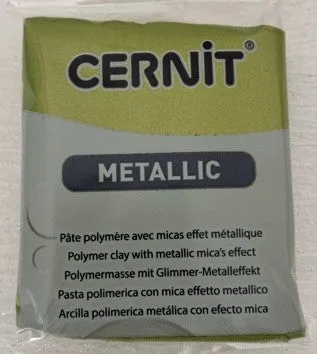 CERNiT®
METALLIC
Pâte polymère avec micas effet métallique
Polymer clay with metallic mica's effect
Polymermasse mit Glimmer-Metalleffekt
Pasta polimerica con mica effetto metallico
Arcilla polimerica metálica con efecto mica